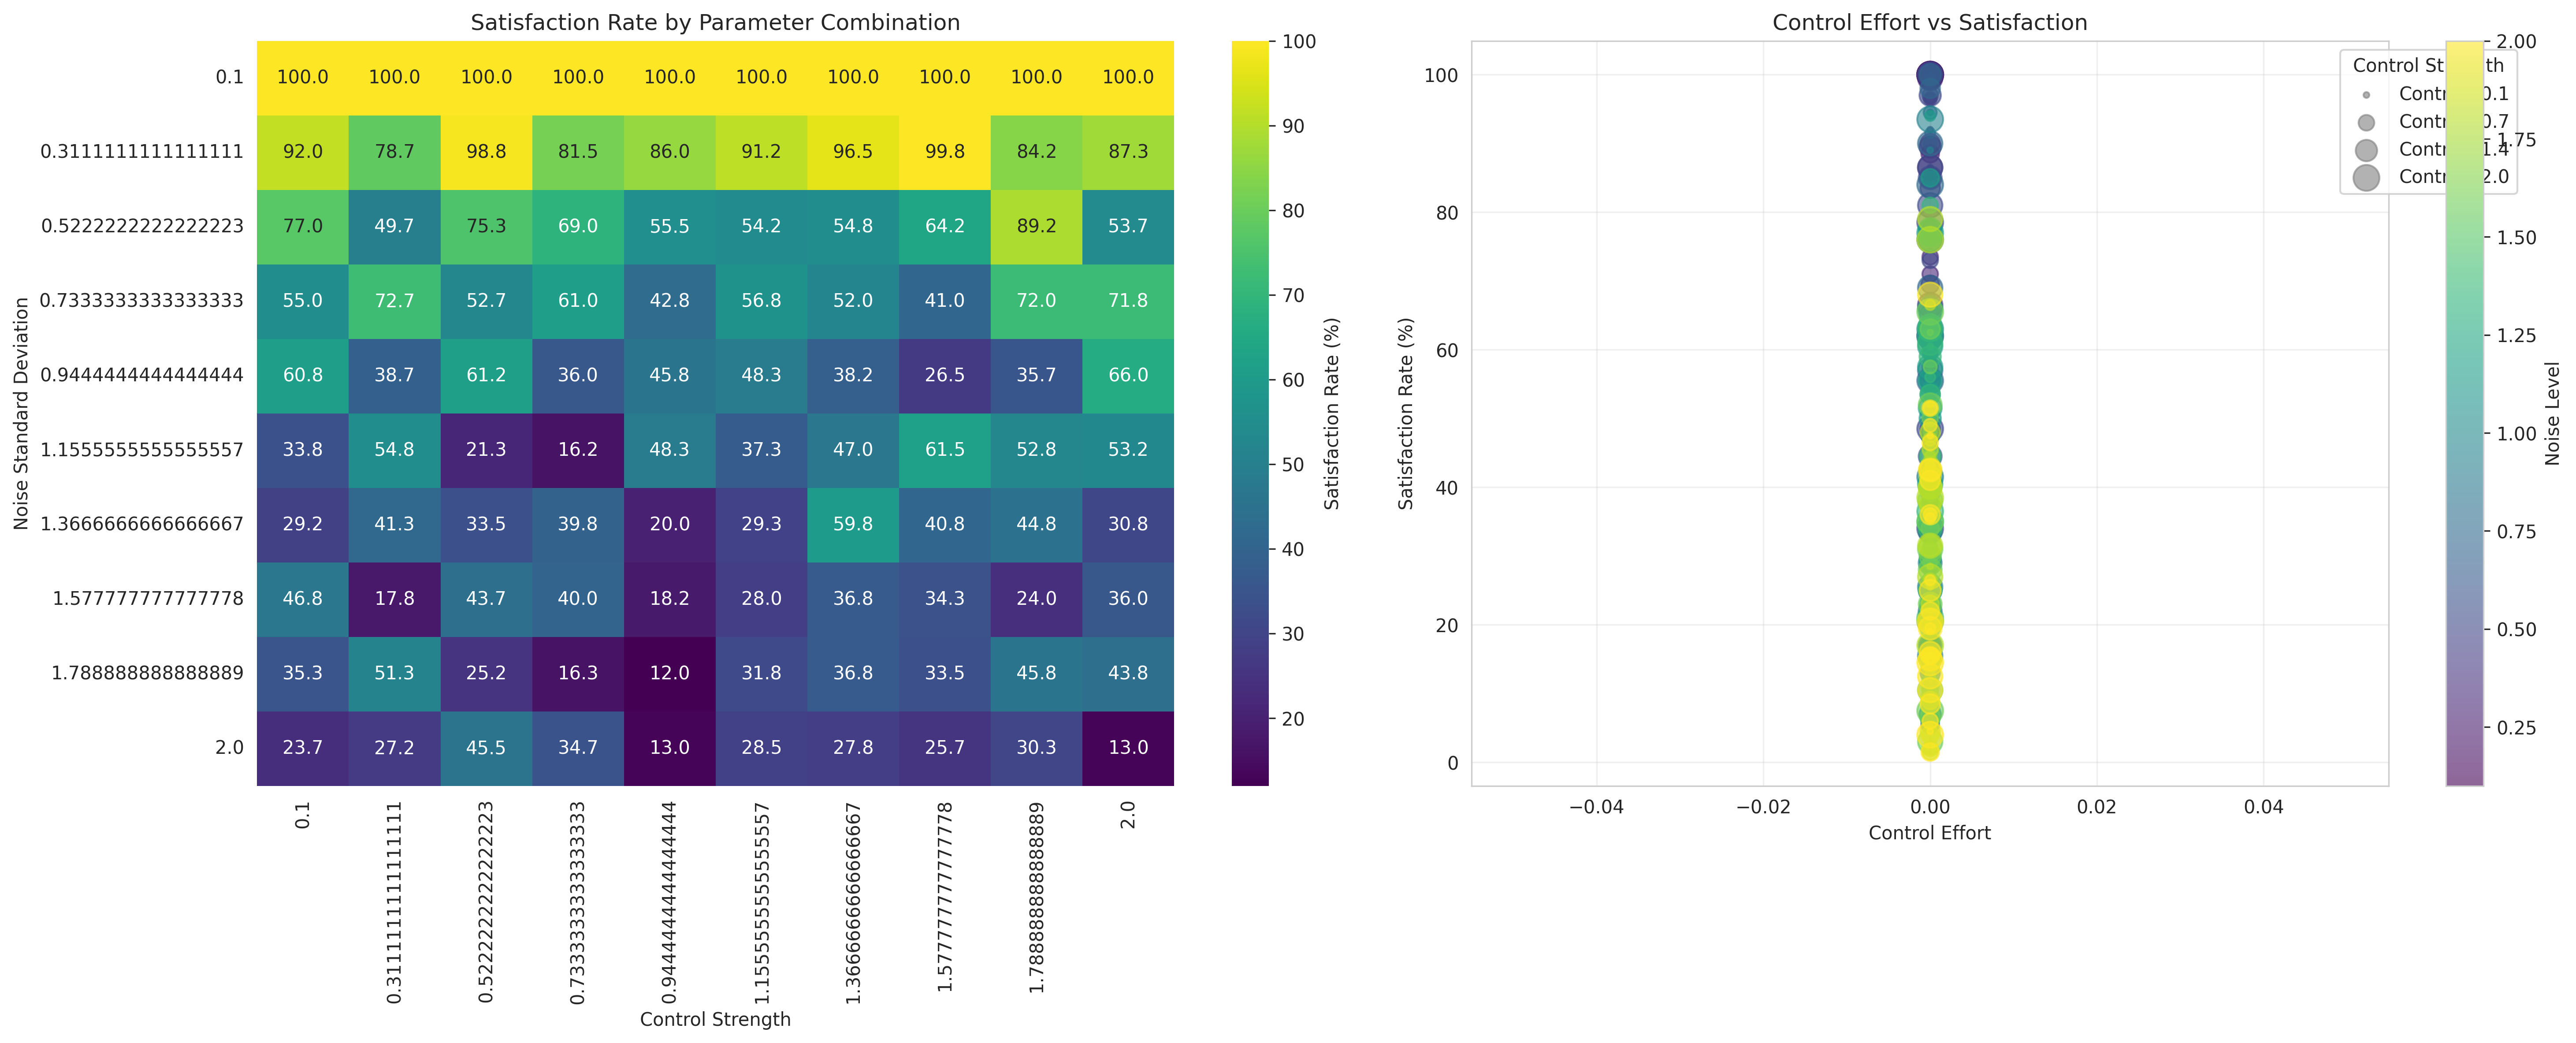 Satisfaction Rate by Parameter Combination
Noise Standard Deviation
0.1 100.0 100.0 100.0 100.0 100.0 100.0 100.0 100.0 100.0 100.0
0.3111111111111111 92.0 78.7 98.8 81.5 86.0 91.2 96.5 99.8 84.2 87.3
0.5222222222222223 77.0 49.7 75.3 69.0 55.5 54.2 54.8 64.2 89.2 53.7
0.7333333333333333 55.0 72.7 52.7 61.0 42.8 56.8 52.0 41.0 72.0 71.8
0.9444444444444444 60.8 38.7 61.2 36.0 45.8 48.3 38.2 26.5 35.7 66.0
1.1555555555555557 33.8 54.8 21.3 16.2 48.3 37.3 47.0 61.5 52.8 53.2
1.3666666666666667 29.2 41.3 33.5 39.8 20.0 29.3 59.8 40.8 44.8 30.8
1.577777777777778 46.8 17.8 43.7 40.0 18.2 28.0 36.8 34.3 24.0 36.0
1.7888888888888889 35.3 51.3 25.2 16.3 12.0 31.8 36.8 33.5 45.8 43.8
2.0 23.7 27.2 45.5 34.7 13.0 28.5 27.8 25.7 30.3 13.0
0.1
0.3111111111111111
0.5222222222222223
0.7333333333333333
0.9444444444444444
1.1555555555555557
1.3666666666666667
1.577777777777778
1.7888888888888889
2.0
Control Strength
100
90
80
70
60
50
40
30
20
Satisfaction Rate (%)
Control Effort vs Satisfaction
Satisfaction Rate (%)
100
80
60
40
20
0
−0.04 −0.02 0.00 0.02 0.04
Control Effort
2.00
1.75
1.50
1.25
1.00
0.75
0.50
0.25
Noise Level